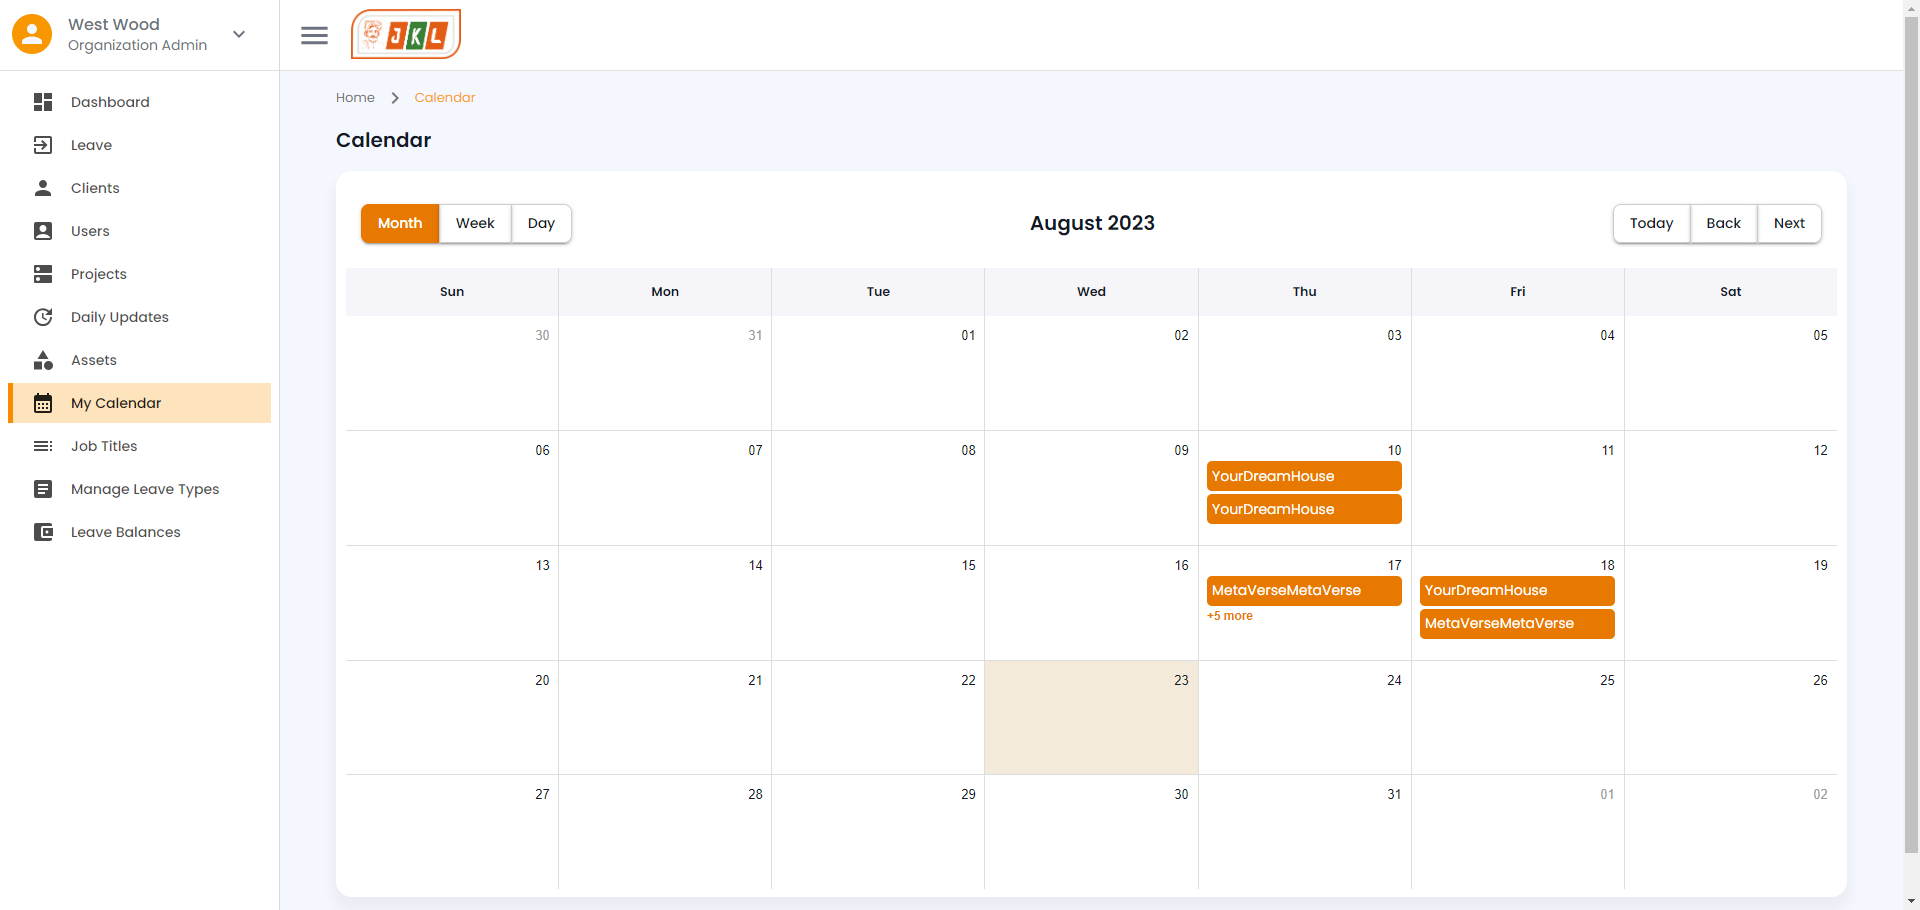 West Wood
Organization Admin
JKL
Dashboard
Leave
Clients
Users
Projects
Daily Updates
Assets
My Calendar
Job Titles
Manage Leave Types
Leave Balances
Home
Calendar
Calendar
Month Week Day
August 2023
Today Back Next
Sun Mon Tue Wed Thu Fri Sat
30 31 01 02 03 04 05
06 07 08 09 10 11 12
YourDreamHouse
YourDreamHouse
13 14 15 16 17 18 19
MetaVerseMetaVerse YourDreamHouse
+5 more MetaVerseMetaVerse
20 21 22 23 24 25 26
27 28 29 30 31 01 02